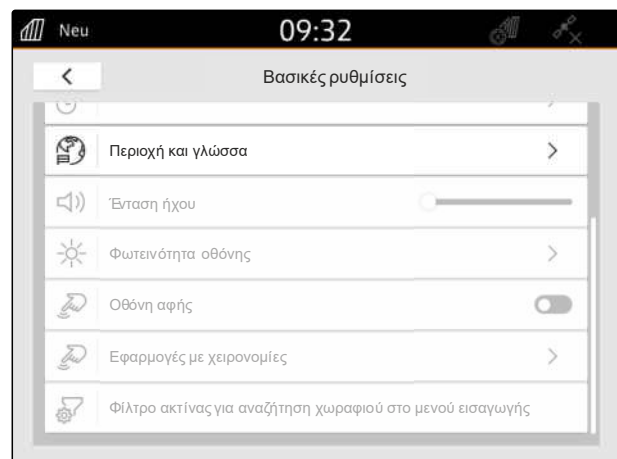 Neu 09:32
Βασικές ρυθμίσεις
Περιοχή και γλώσσα
Ένταση ήχου
Φωτεινότητα οθόνης
Οθόνη αφής
Εφαρμογές με χειρονομίες
Φίλτρο ακτίνας για αναζήτηση χωραφιού στο μενού εισαγωγής